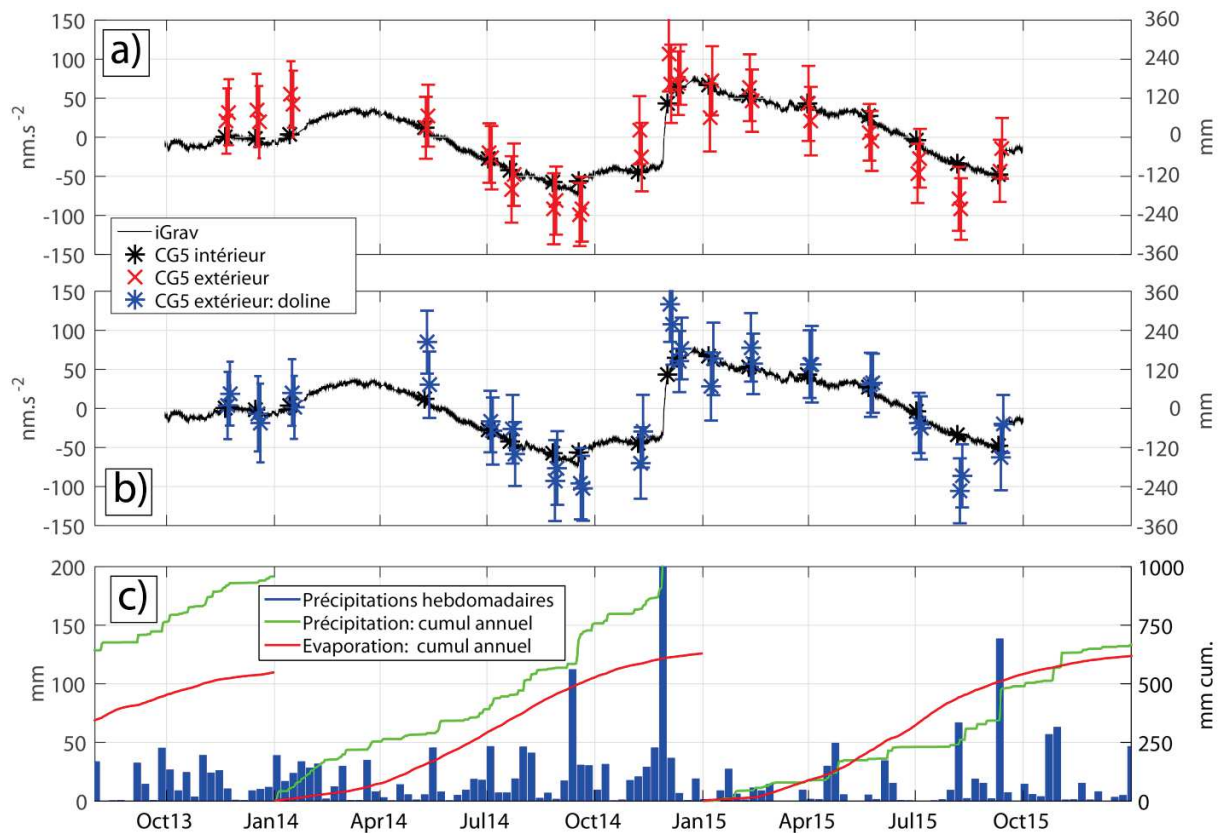 150
100
50
0
-50
-100
-150
nm.s⁻²
a)
360
240
120
0
-120
-240
-360
mm
iGrav
CG5 intérieur
CG5 extérieur
CG5 extérieur: doline
150
100
50
0
-50
-100
-150
nm.s⁻²
b)
360
240
120
0
-120
-240
-360
mm
200
150
100
50
0
mm
c)
Précipitations hebdomadaires
Précipitation: cumul annuel
Evaporation: cumul annuel
1000
750
500
250
0
mm cum.
Oct13 Jan14 Apr14 Jul14 Oct14 Jan15 Apr15 Jul15 Oct15